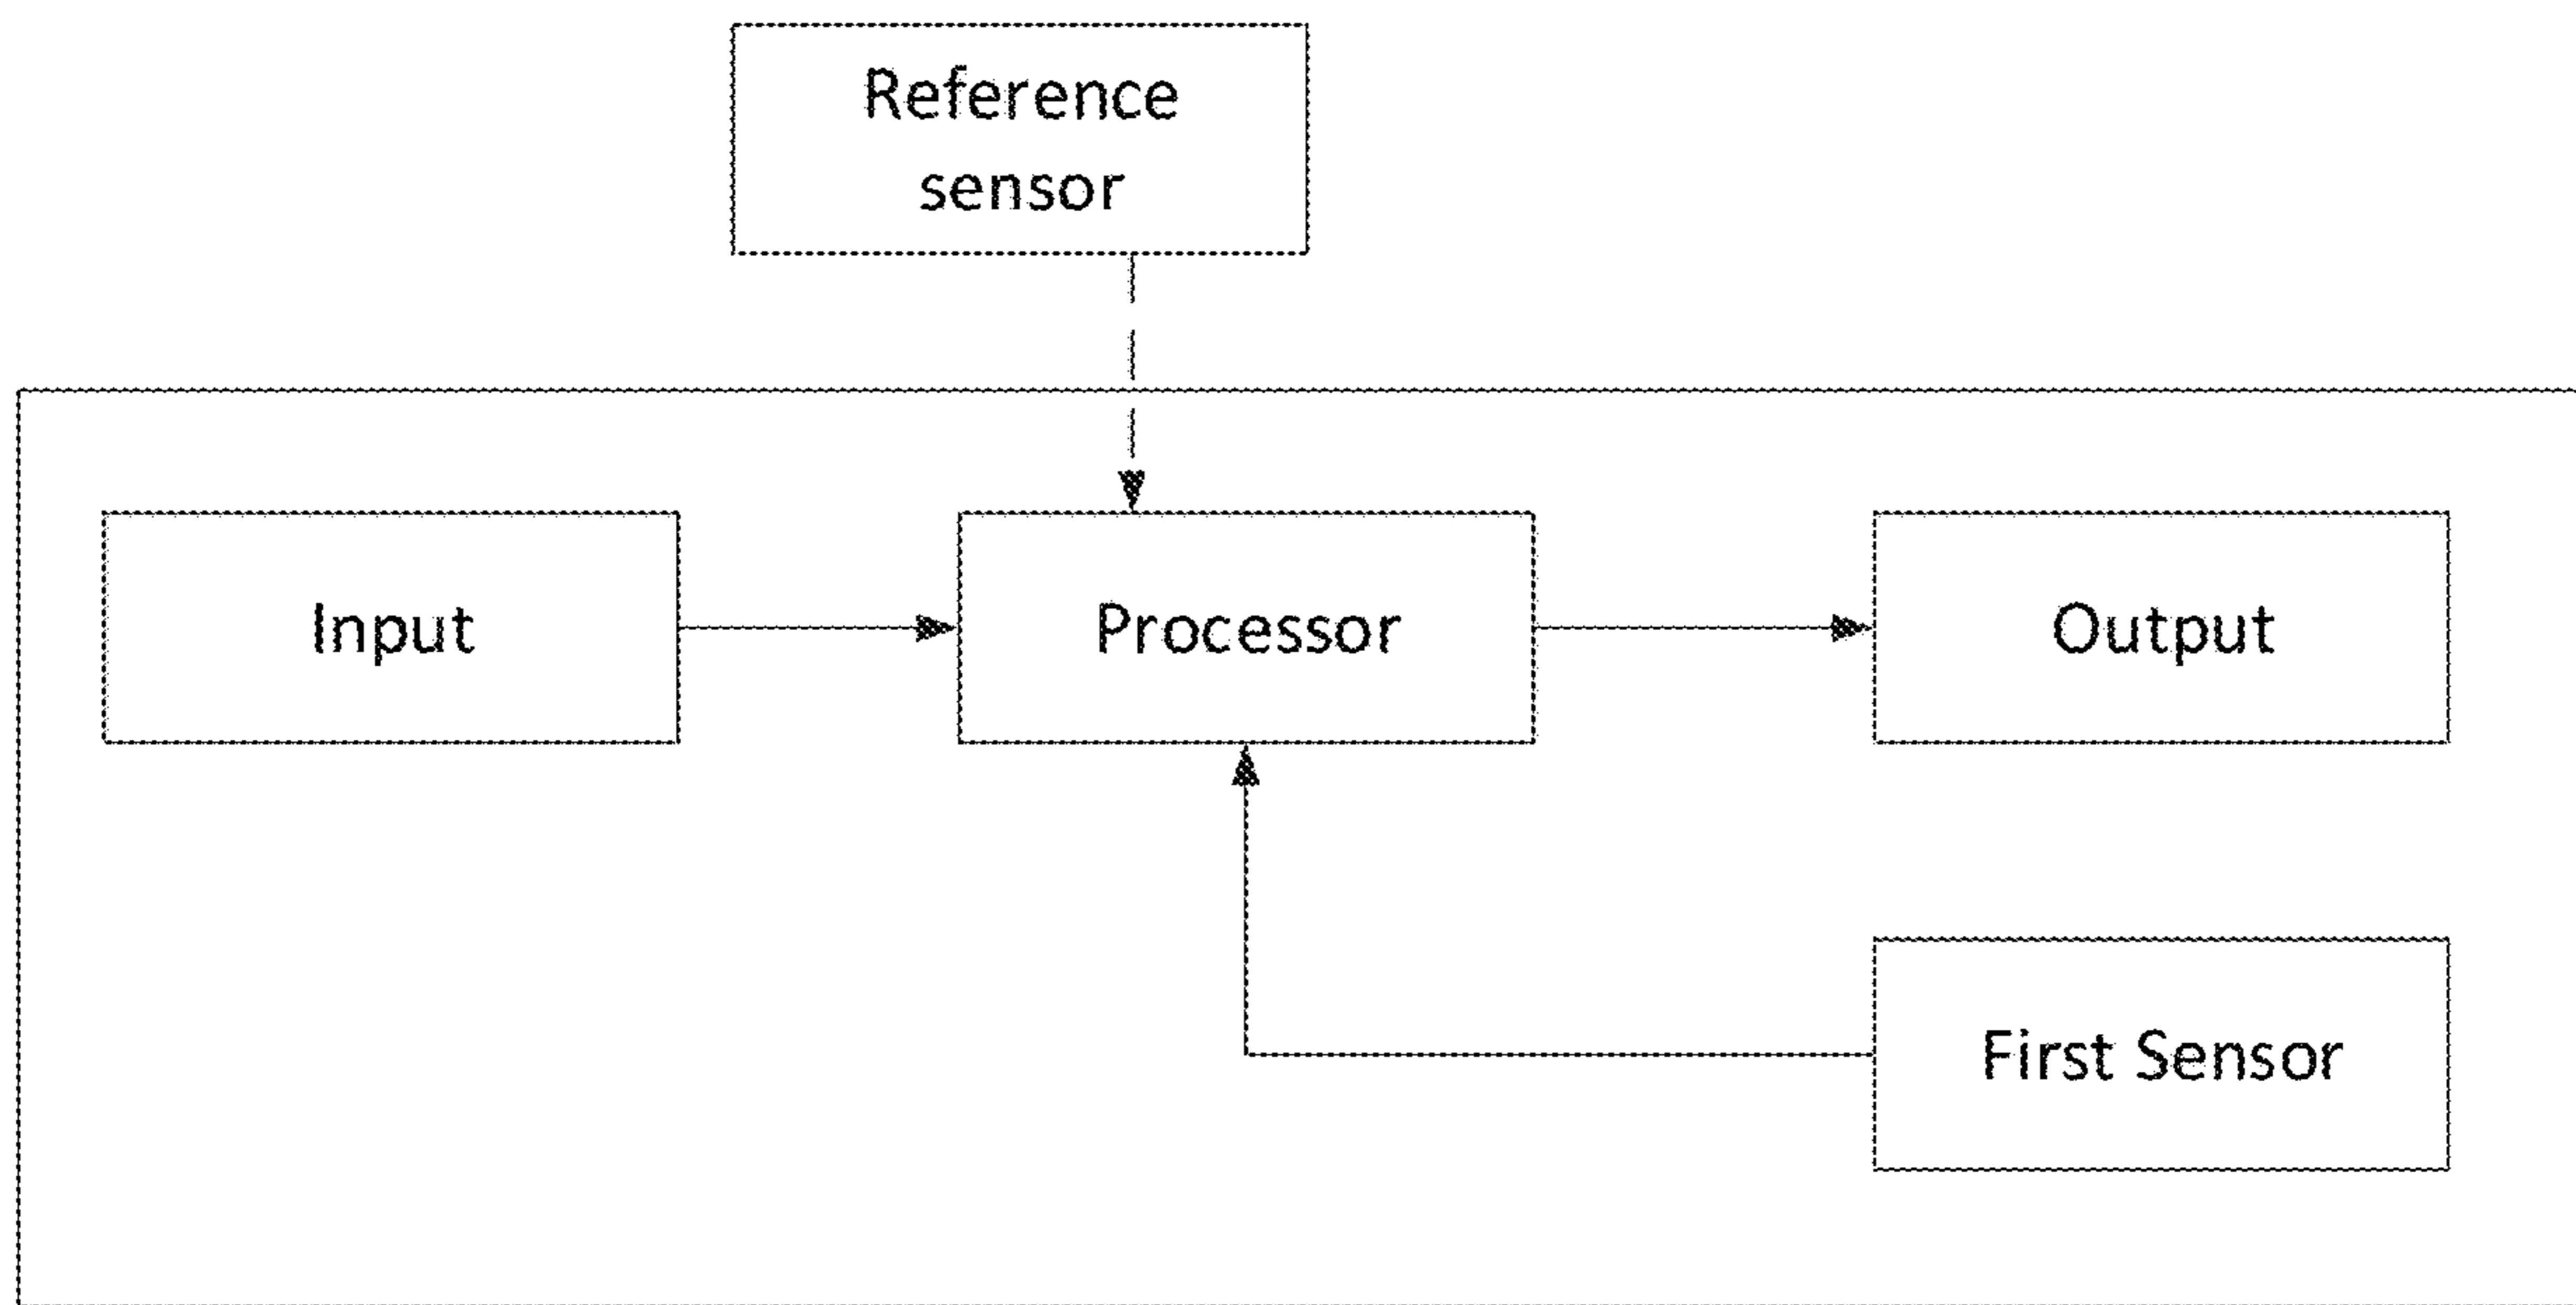 Reference
sensor
Input
Processor
Output
First Sensor